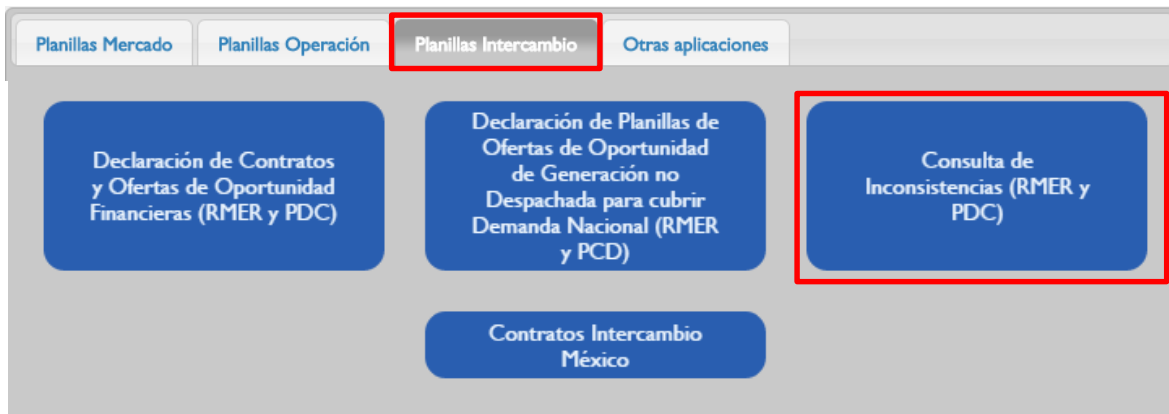 Planillas Mercado
Planillas Operación
Planillas Intercambio
Otras aplicaciones
Declaración de Contratos
y Ofertas de Oportunidad
Financieras (RMER y PDC)
Declaración de Planillas de
Ofertas de Oportunidad
de Generación no
Despachada para cubrir
Demanda Nacional (RMER
y PCD)
Consulta de
Inconsistencias (RMER y
PDC)
Contratos Intercambio
México